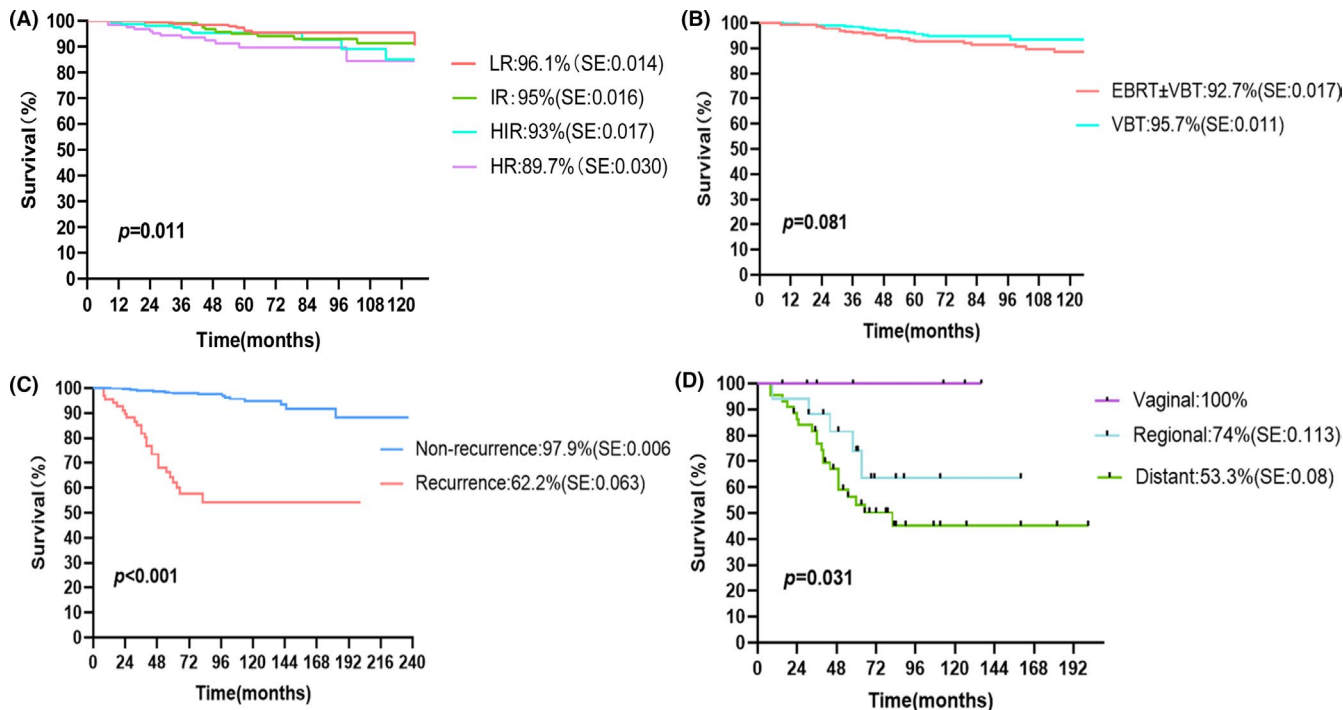 (A)
Survival (%)
100
90
80
70
60
50
40
30
20
10
0
0 12 24 36 48 60 72 84 96 108 120
Time(months)
LR:96.1% (SE:0.014)
IR: 95%(SE:0.016)
HIR:93%(SE:0.017)
HR:89.7% (SE:0.030)
p=0.011
(B)
Survival (%)
100
90
80
70
60
50
40
30
20
10
0
0 12 24 36 48 60 72 84 96 108 120
Time(months)
EBRT±VBT:92.7%(SE:0.017)
VBT:95.7%(SE:0.011)
p=0.081
(C)
Survival (%)
100
90
80
70
60
50
40
30
20
10
0
0 24 48 72 96 120 144 168 192 216 240
Time(months)
Non-recurrence:97.9%(SE:0.006
Recurrence:62.2%(SE:0.063)
p<0.001
(D)
Survival (%)
100
90
80
70
60
50
40
30
20
10
0
0 24 48 72 96 120 144 168 192
Time(months)
Vaginal:100%
Regional:74%(SE:0.113)
Distant:53.3%(SE:0.08)
p=0.031